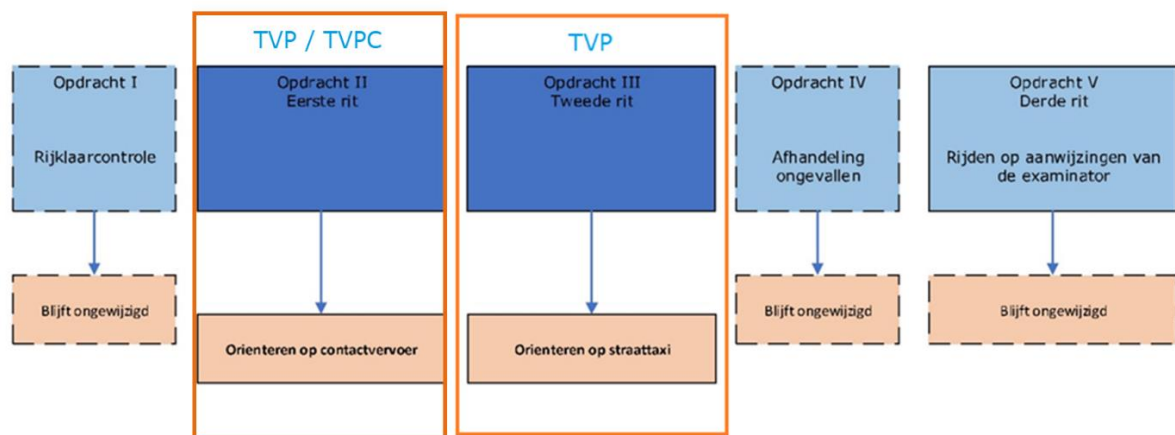 TVP / TVPC
TVP
Opdracht I
Rijklaarcontrole
Opdracht II
Eerste rit
Opdracht III
Tweede rit
Opdracht IV
Afhandeling
ongevallen
Opdracht V
Derde rit
Rijden op aanwijzingen van
de examinator
Blijft ongewijzigd
Orienteren op contactvervoer
Orienteren op straattaxi
Blijft ongewijzigd
Blijft ongewijzigd